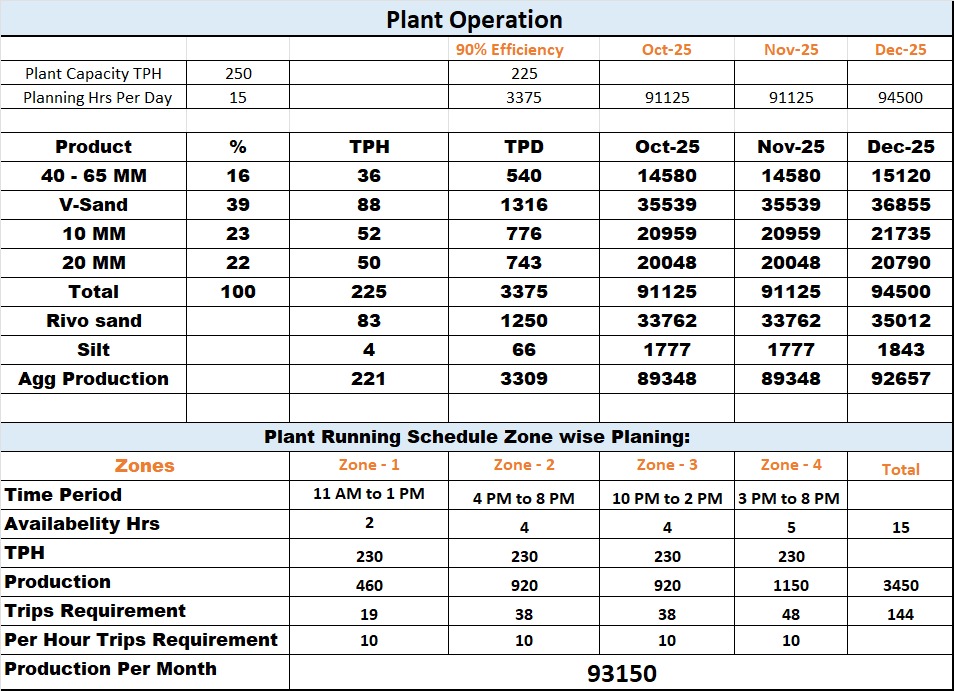 Plant Operation
90% Efficiency Oct-25 Nov-25 Dec-25
Plant Capacity TPH 250 225
Planning Hrs Per Day 15 3375 91125 91125 94500
Product % TPH TPD Oct-25 Nov-25 Dec-25
40 - 65 MM 16 36 540 14580 14580 15120
V-Sand 39 88 1316 35539 35539 36855
10 MM 23 52 776 20959 20959 21735
20 MM 22 50 743 20048 20048 20790
Total 100 225 3375 91125 91125 94500
Rivo sand 83 1250 33762 33762 35012
Silt 4 66 1777 1777 1843
Agg Production 221 3309 89348 89348 92657
Plant Running Schedule Zone wise Planing:
Zones Zone - 1 Zone - 2 Zone - 3 Zone - 4 Total
Time Period 11 AM to 1 PM 4 PM to 8 PM 10 PM to 2 PM 3 PM to 8 PM
Availabelity Hrs 2 4 4 5 15
TPH 230 230 230 230
Production 460 920 920 1150 3450
Trips Requirement 19 38 38 48 144
Per Hour Trips Requirement 10 10 10 10
Production Per Month 93150